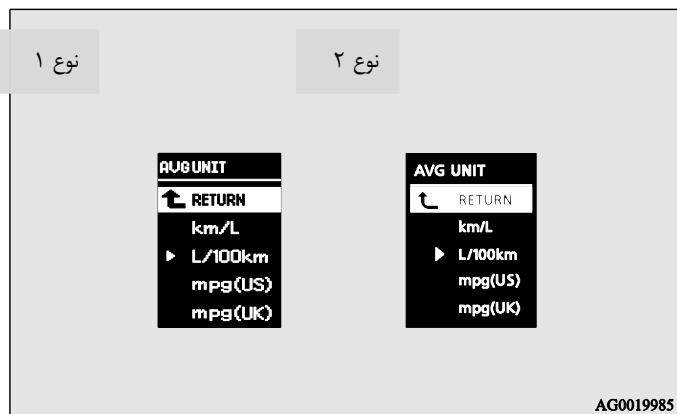 نوع ۱
نوع ۲
AVG UNIT
RETURN
km/L
L/100km
mpg(US)
mpg(UK)
AVG UNIT
RETURN
km/L
L/100km
mpg(US)
mpg(UK)
AG0019985